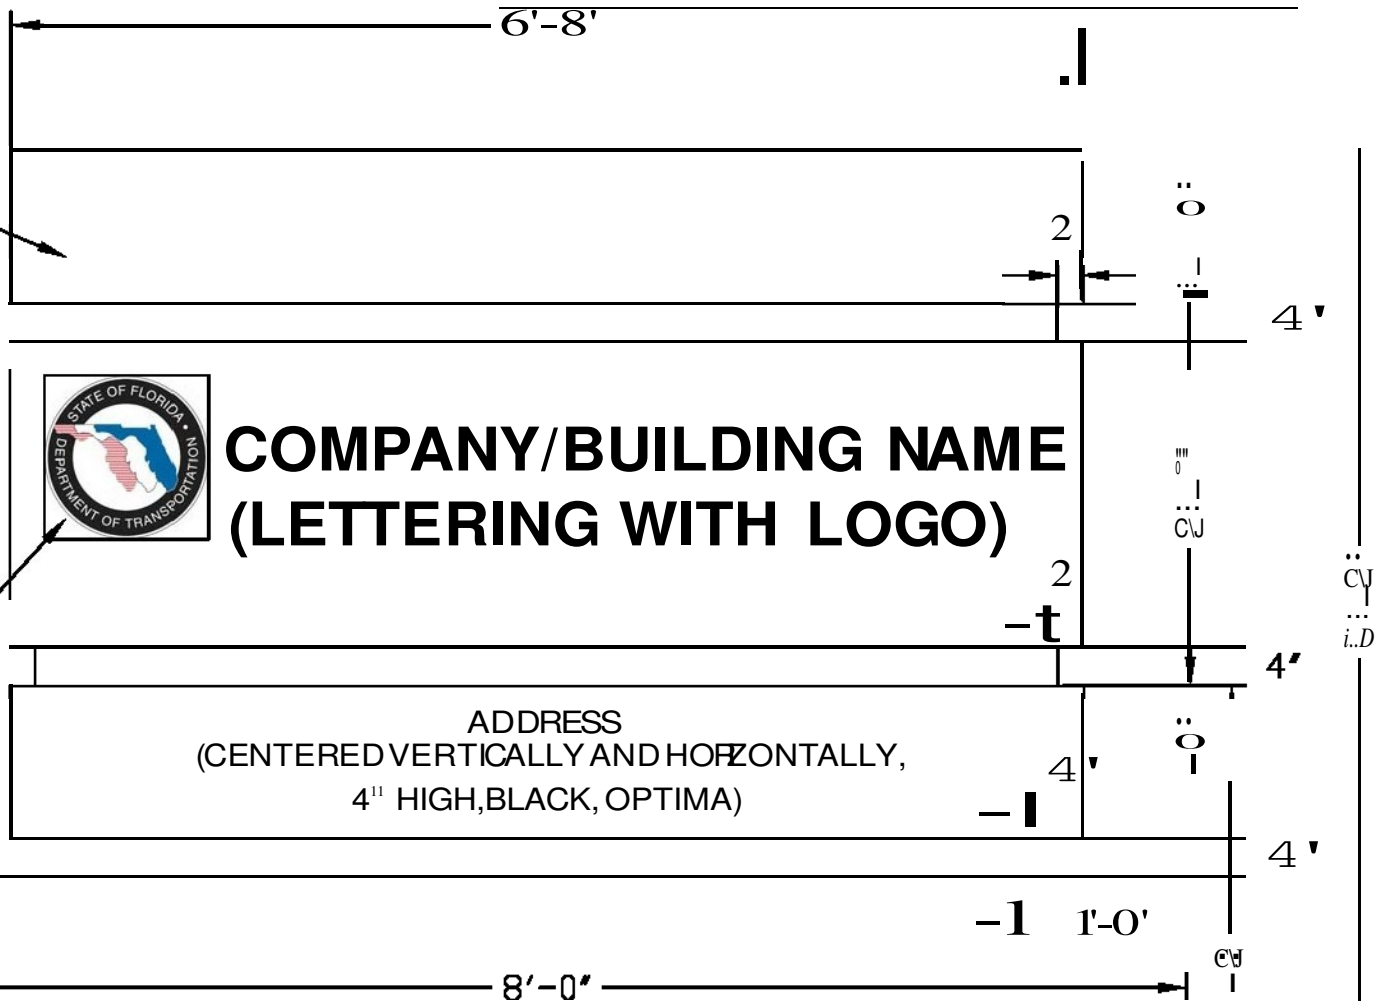 6'-8'
2
4'
STATE OF FLORIDA •
DEPARTMENT OF TRANSPORTATION
COMPANY/BUILDING NAME
(LETTERING WITH LOGO)
2
-t
4"
ADDRESS
(CENTERED VERTICALLY AND HORIZONTALLY,
4'
4" HIGH, BLACK, OPTIMA)
4'
-1 1'-0'
8'-0"